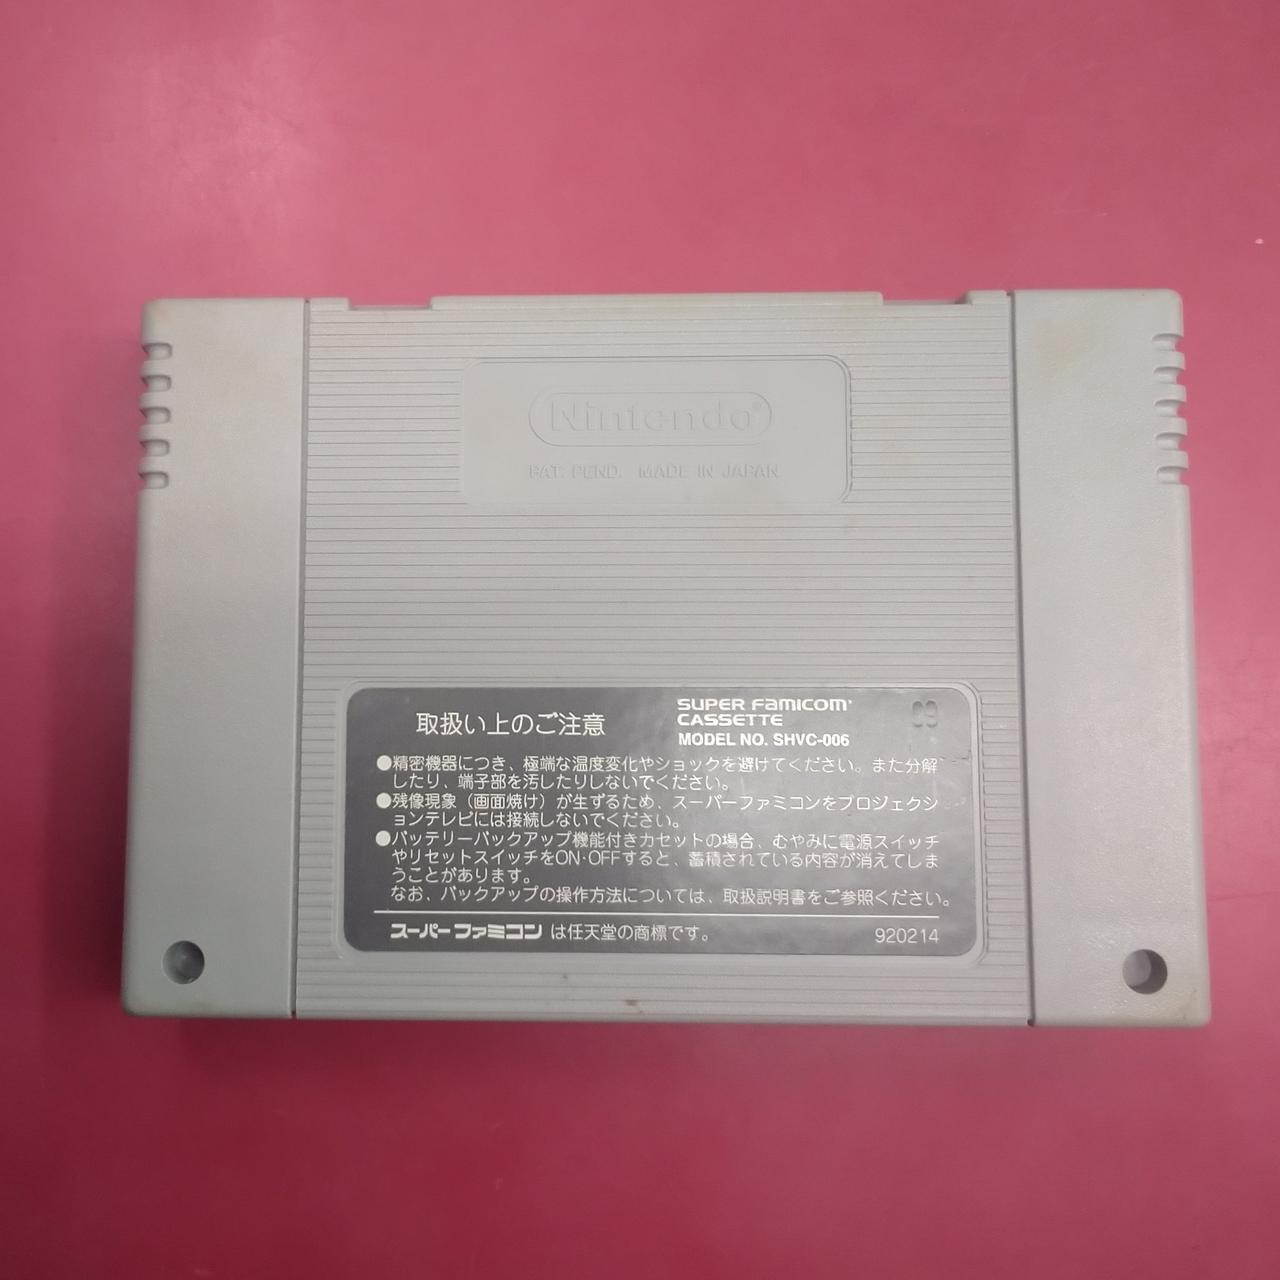 Nintendo®
PAT. PEND. MADE IN JAPAN
取扱い上のご注意
SUPER FAMICOM
CASSETTE
MODEL NO. SHVC-006
●精密機器につき、極端な温度変化やショックを避けてください。また分解
したり、端子部を汚したりしないでください。
●残像現象（画面焼け）が生ずるため、スーパーファミコンをプロジェクシ
ョンテレビには接続しないでください。
●バッテリーバックアップ機能付きカセットの場合、むやみに電源スイッチ
やリセットスイッチをON・OFFすると、蓄積されている内容が消えてしま
うことがあります。
なお、バックアップの操作方法については、取扱説明書をご参照ください。
スーパーファミコン は任天堂の商標です。
920214